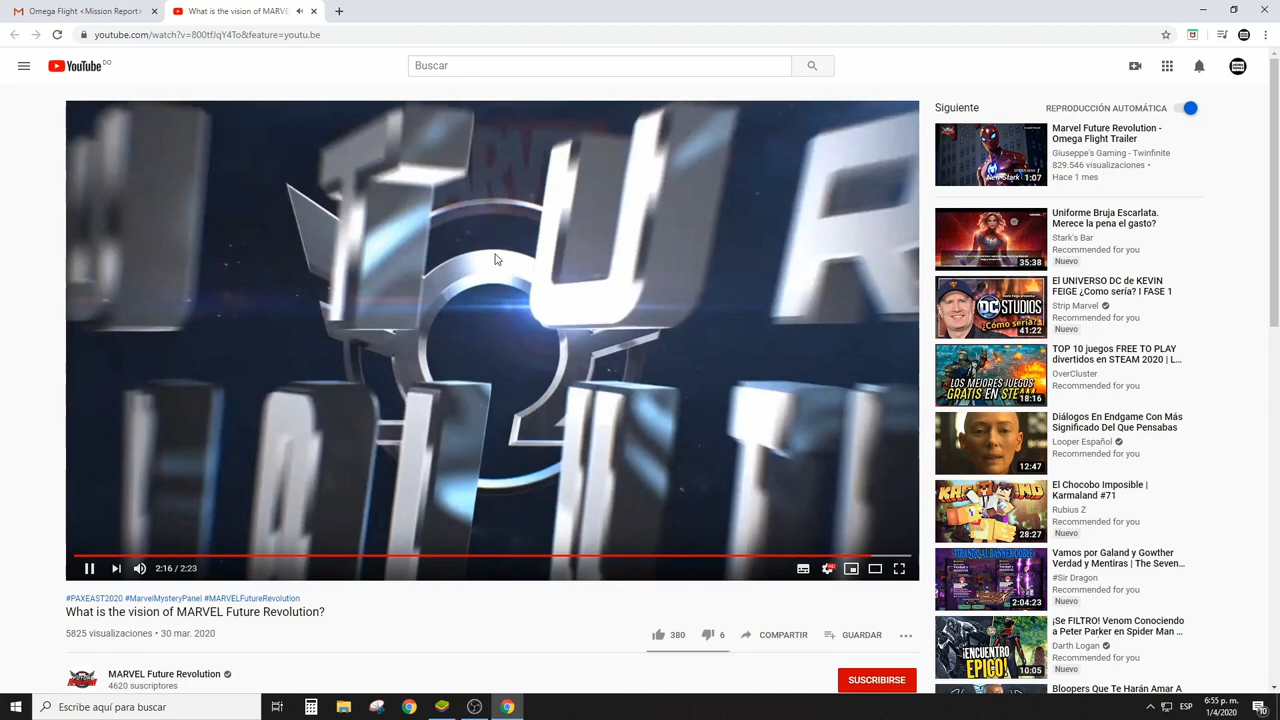 Omega Flight <Mission Report>
What is the vision of MARVE
youtube.com/watch?v=800tfJqY4To&feature=youtu.be
YouTube DO
Buscar
Siguiente
REPRODUCCIÓN AUTOMÁTICA
Marvel Future Revolution -
Omega Flight Trailer
Giuseppe's Gaming - Twinfinite
829.546 visualizaciones •
Hace 1 mes
1:07
Uniforme Bruja Escarlata.
Merece la pena el gasto?
Stark's Bar
Recommended for you
Nuevo
35:38
El UNIVERSO DC de KEVIN
FEIGE ¿Como sería? I FASE 1
Strip Marvel
Recommended for you
Nuevo
DC STUDIOS
¿Cómo sería?
41:22
TOP 10 juegos FREE TO PLAY
divertidos en STEAM 2020 | L...
OverCluster
Recommended for you
LOS MEJORES JUEGOS
GRATIS EN STEAM
18:16
Diálogos En Endgame Con Más
Significado Del Que Pensabas
Looper Español
Recommended for you
12:47
El Chocobo Imposible |
Karmaland #71
Rubius Z
Recommended for you
Nuevo
28:27
Vamos por Galand y Gowther
Verdad y Mentiras | The Seven...
#Sir Dragon
Recommended for you
Nuevo
2:04:23
¡Se FILTRO! Venom Conociendo
a Peter Parker en Spider Man ...
Darth Logan
Recommended for you
Nuevo
¡ENCUENTRO
EPICO!
10:05
Bloopers Que Te Harán Amar A
2:16 / 2:23
#PAXEAST2020 #MarvelMysteryPanel #MARVELFutureRevolution
What is the vision of MARVEL Future Revolution?
5825 visualizaciones • 30 mar. 2020
380
6
COMPARTIR
GUARDAR
MARVEL Future Revolution
4620 suscriptores
SUSCRIBIRSE
Escribe aquí para buscar
ESP
6:55 p. m.
1/4/2020
10